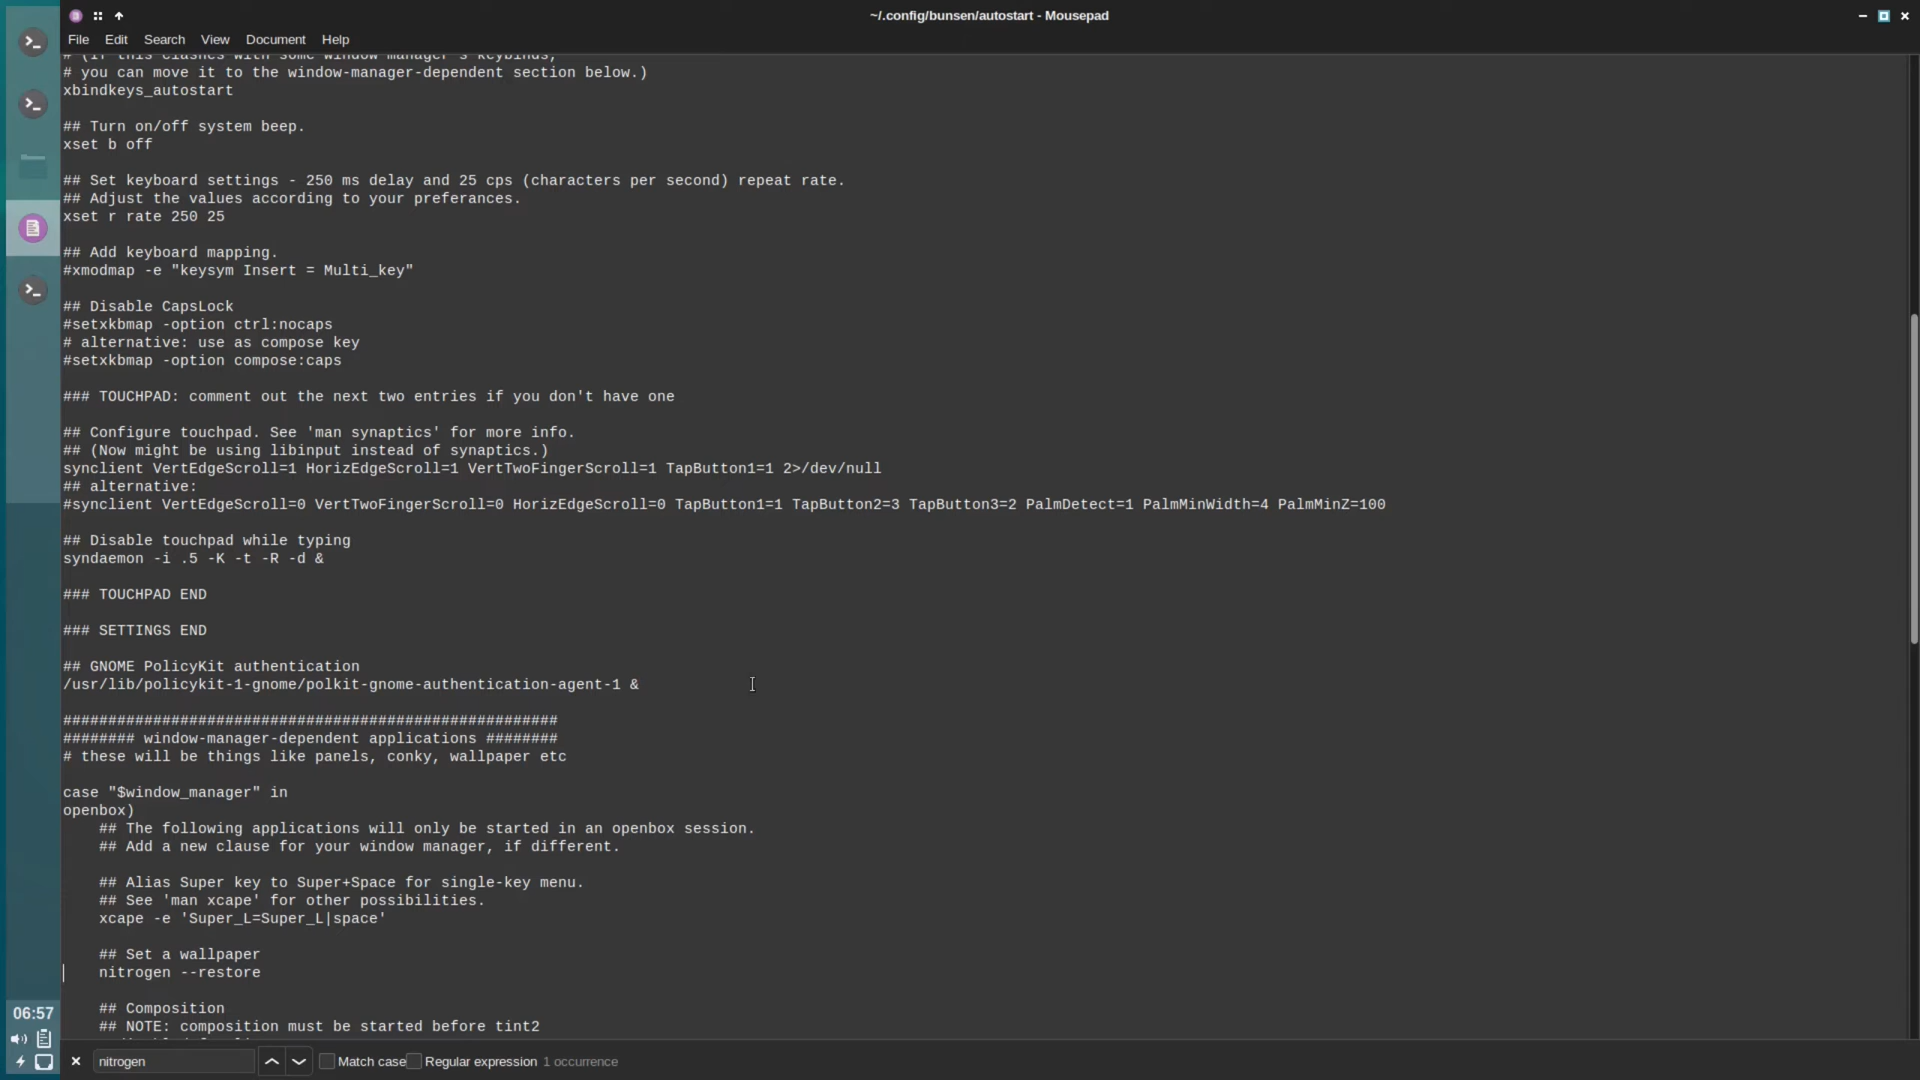 ~/.config/bunsen/autostart - Mousepad
File Edit Search View Document Help
# (If this clashes with some window manager's keybinds,
# you can move it to the window-manager-dependent section below.)
xbindkeys_autostart
## Turn on/off system beep.
xset b off
## Set keyboard settings - 250 ms delay and 25 cps (characters per second) repeat rate.
## Adjust the values according to your preferances.
xset r rate 250 25
## Add keyboard mapping.
#xmodmap -e "keysym Insert = Multi_key"
## Disable CapsLock
#setxkbmap -option ctrl:nocaps
# alternative: use as compose key
#setxkbmap -option compose:caps
### TOUCHPAD: comment out the next two entries if you don't have one
## Configure touchpad. See 'man synaptics' for more info.
## (Now might be using libinput instead of synaptics.)
synclient VertEdgeScroll=1 HorizEdgeScroll=1 VertTwoFingerScroll=1 TapButton1=1 2>/dev/null
## alternative:
#synclient VertEdgeScroll=0 VertTwoFingerScroll=0 HorizEdgeScroll=0 TapButton1=1 TapButton2=3 TapButton3=2 PalmDetect=1 PalmMinWidth=4 PalmMinZ=100
## Disable touchpad while typing
syndaemon -i .5 -K -t -R -d &
### TOUCHPAD END
### SETTINGS END
## GNOME PolicyKit authentication
/usr/lib/policykit-1-gnome/polkit-gnome-authentication-agent-1 &
#######################################################
######## window-manager-dependent applications ########
# these will be things like panels, conky, wallpaper etc
case "$window_manager" in
openbox)
## The following applications will only be started in an openbox session.
## Add a new clause for your window manager, if different.
## Alias Super key to Super+Space for single-key menu.
## See 'man xcape' for other possibilities.
xcape -e 'Super_L=Super_L|space'
## Set a wallpaper
nitrogen --restore
## Composition
## NOTE: composition must be started before tint2
06:57
nitrogen Match case Regular expression 1 occurrence